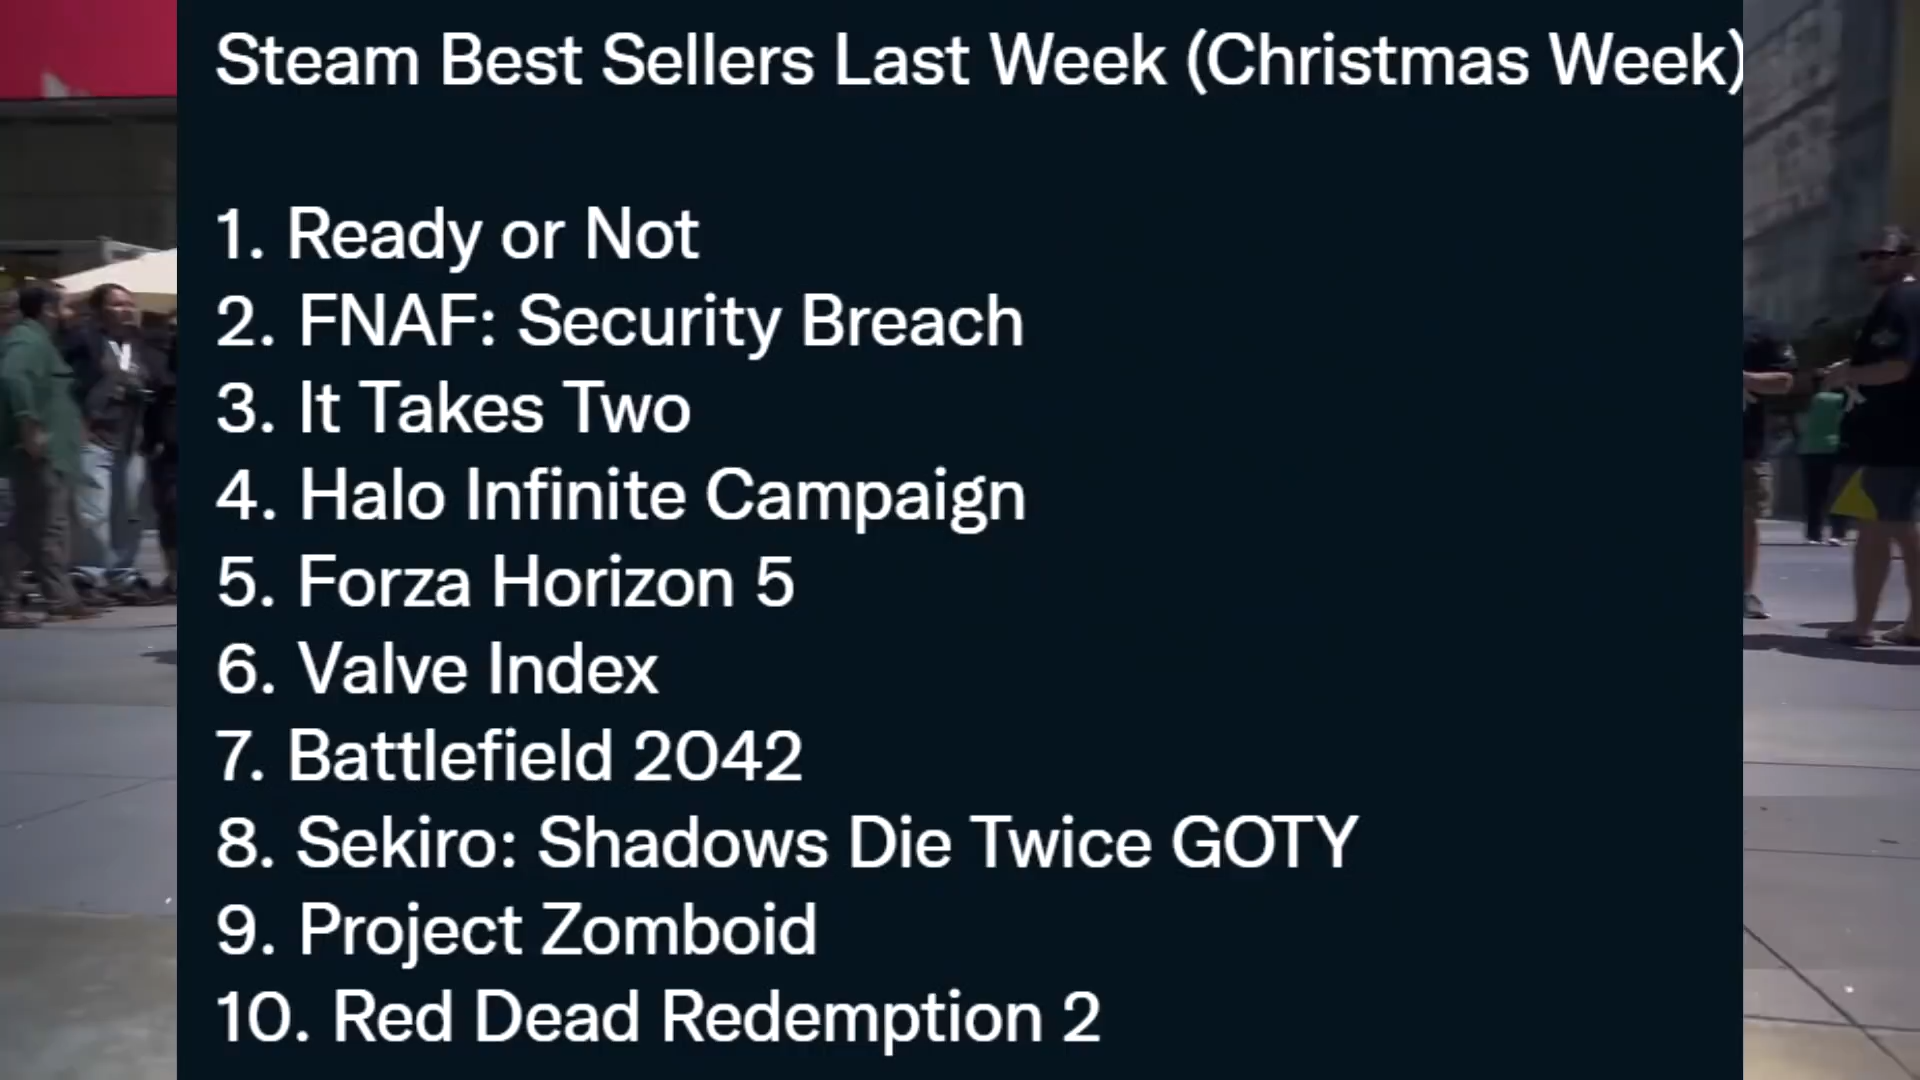 Steam Best Sellers Last Week (Christmas Week)
1. Ready or Not
2. FNAF: Security Breach
3. It Takes Two
4. Halo Infinite Campaign
5. Forza Horizon 5
6. Valve Index
7. Battlefield 2042
8. Sekiro: Shadows Die Twice GOTY
9. Project Zomboid
10. Red Dead Redemption 2